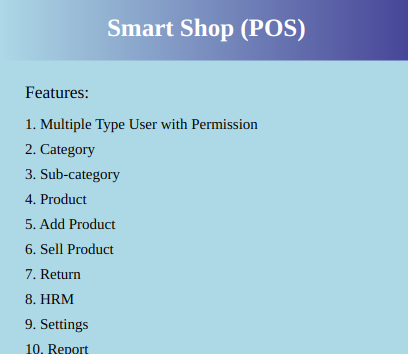 Smart Shop (POS)
Features:
1. Multiple Type User with Permission
2. Category
3. Sub-category
4. Product
5. Add Product
6. Sell Product
7. Return
8. HRM
9. Settings
10. Report